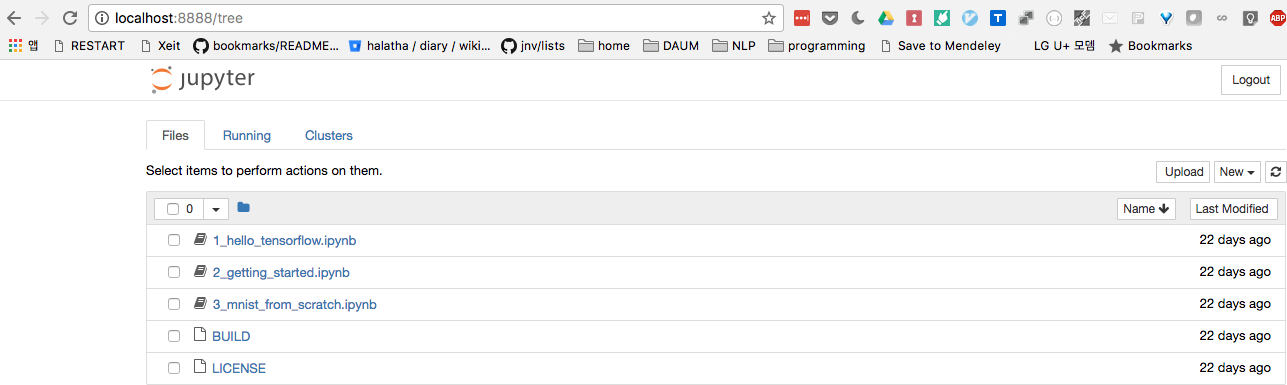 localhost:8888/tree
ABP
앱 RESTART Xeit bookmarks/README... halatha / diary / wiki... jnv/lists home DAUM NLP programming Save to Mendeley LG U+ 모뎀 Bookmarks
jupyter Logout
Files Running Clusters
Select items to perform actions on them. Upload New
0 Name Last Modified
1_hello_tensorflow.ipynb 22 days ago
2_getting_started.ipynb 22 days ago
3_mnist_from_scratch.ipynb 22 days ago
BUILD 22 days ago
LICENSE 22 days ago